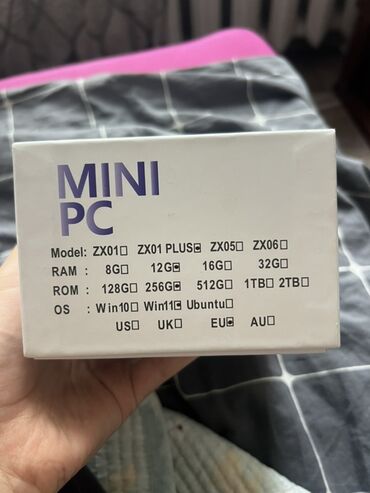 MINI
PC
Model: ZX01☐ ZX01 PLUS☑ ZX05☐ ZX06☐
RAM : 8G☐ 12G☑ 16G☐ 32G☐
ROM : 128G☐ 256G☑ 512G☐ 1TB☐ 2TB☐
OS : Win10☐ Win11☑ Ubuntu☐
US☐ UK☐ EU☑ AU☐